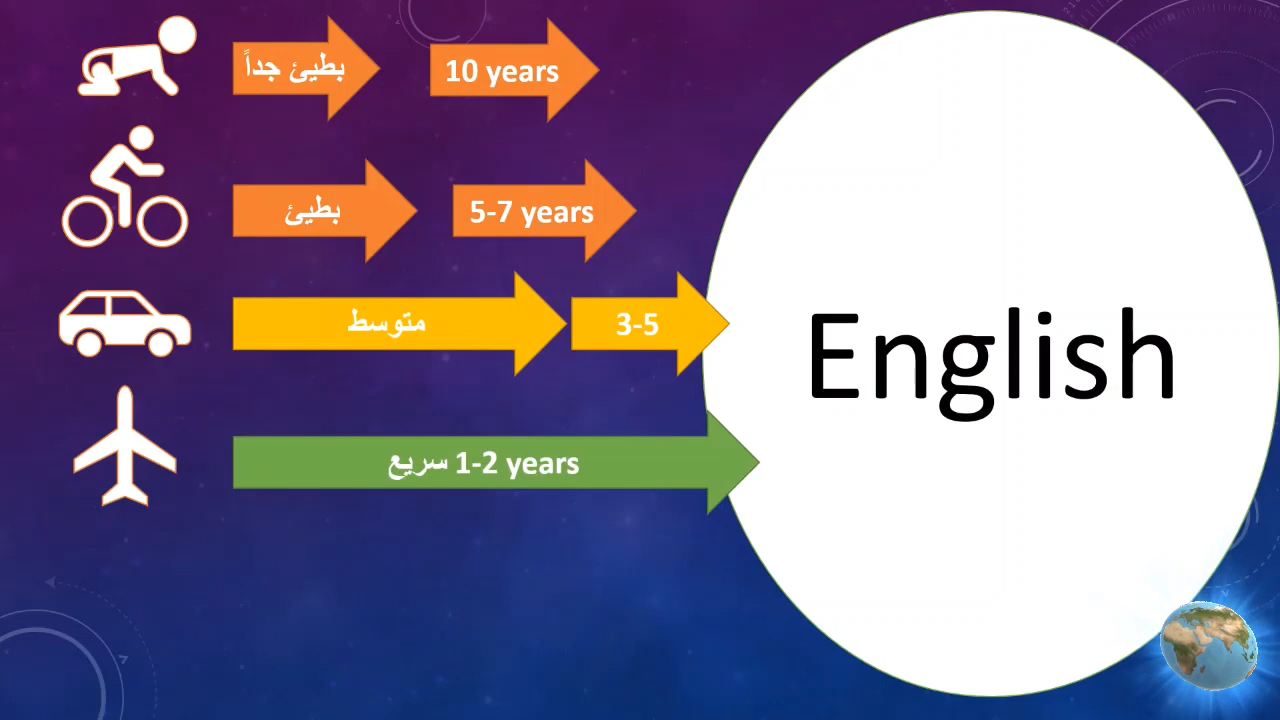 بطيئ جداً
10 years
بطيئ
5-7 years
متوسط
3-5
سريع 1-2 years
English